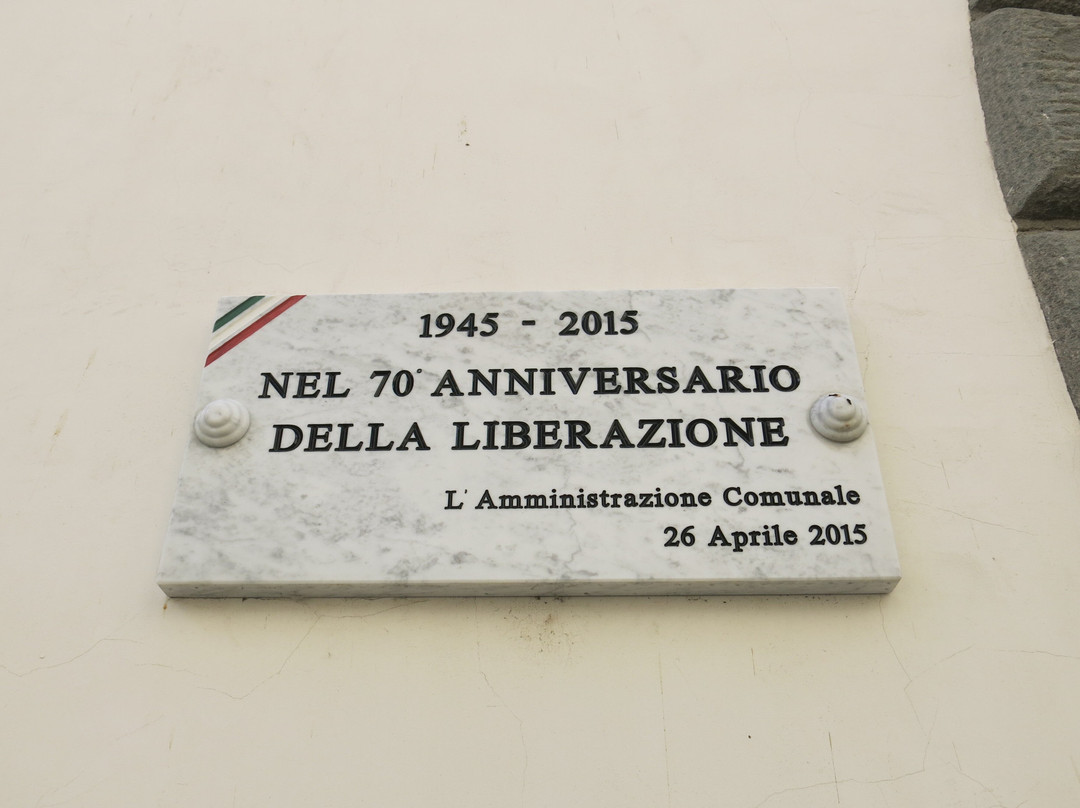 1945 - 2015
NEL 70° ANNIVERSARIO
DELLA LIBERAZIONE
L' Amministrazione Comunale
26 Aprile 2015